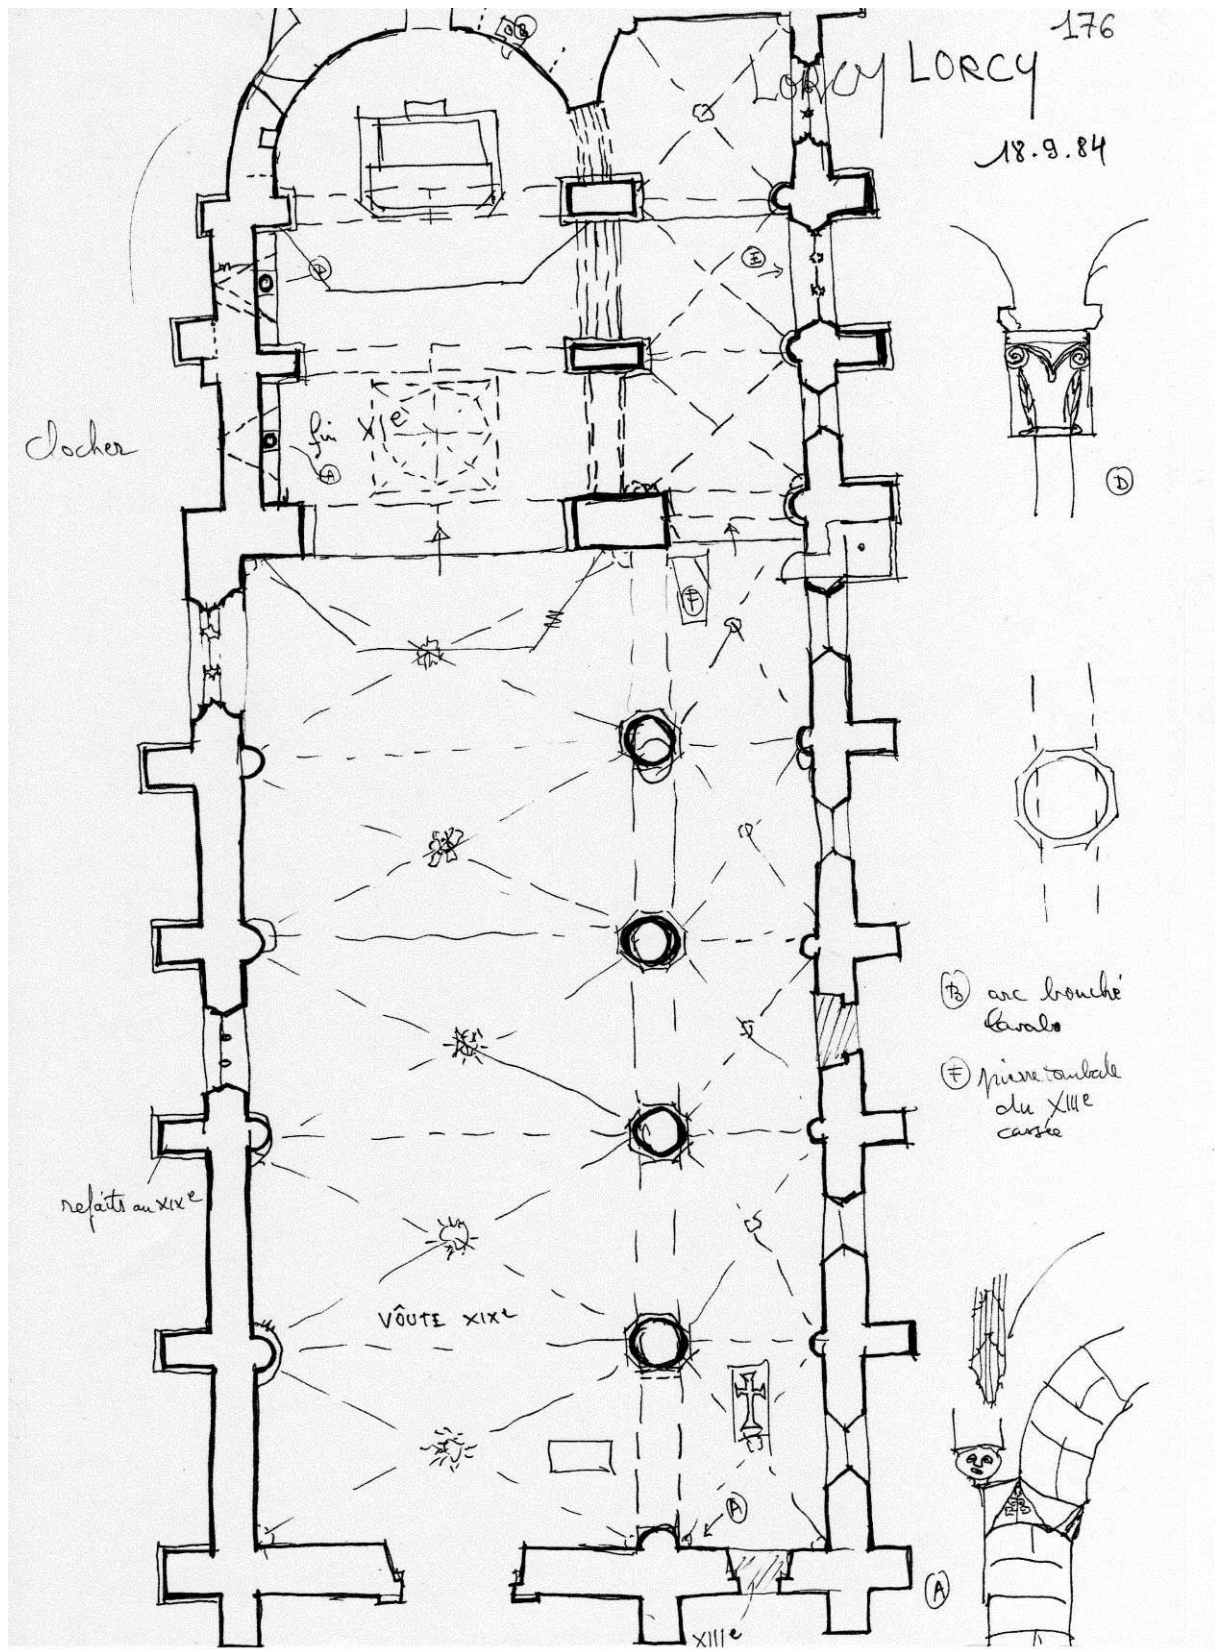 176
LORCY LORCY
18.9.84
B
E
A
fin XIe
A
clocher
D
F
B arc bouché
lavabo
F pierre tombale
du XIIIe
cassée
refaits au XIXe
VOÛTE XIXe
A
A
XIIIe